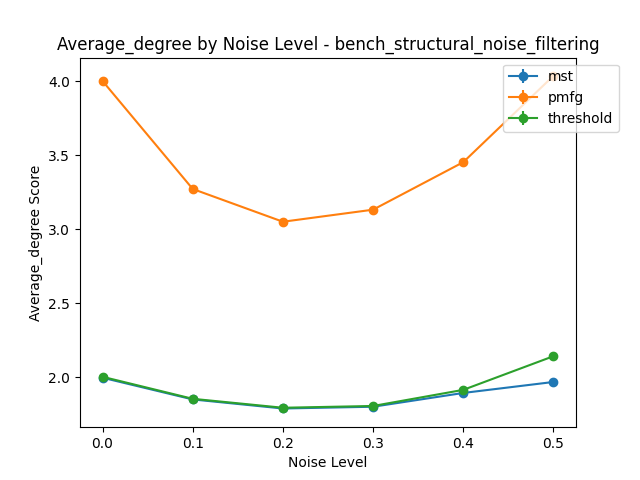 Average_degree by Noise Level - bench_structural_noise_filtering
mst
pmfg
threshold
Average_degree Score
4.0
3.5
3.0
2.5
2.0
0.0 0.1 0.2 0.3 0.4 0.5
Noise Level